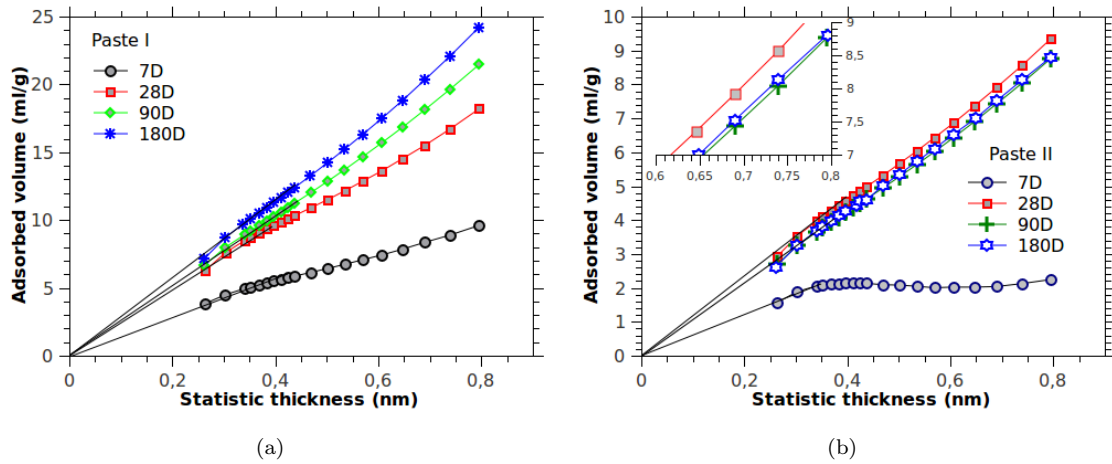 25
20
15
10
5
0
Adsorbed volume (ml/g)
Paste I
7D
28D
90D
180D
0
0,2
0,4
0,6
0,8
Statistic thickness (nm)
(a)
10
9
8
7
6
5
4
3
2
1
0
Adsorbed volume (ml/g)
9
8,5
8
7,5
7
0,6
0,65
0,7
0,75
0,8
Paste II
7D
28D
90D
180D
0
0,2
0,4
0,6
0,8
Statistic thickness (nm)
(b)